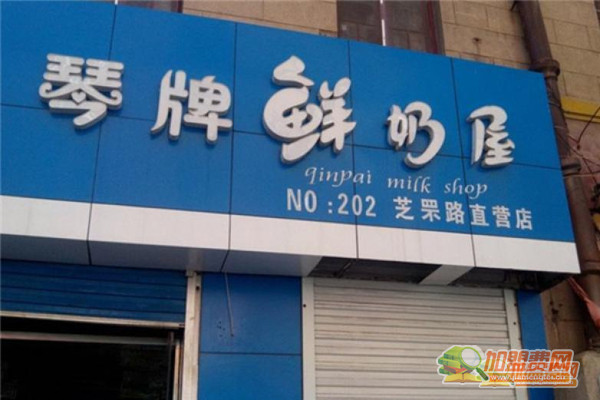 琴牌鲜奶屋
qinpai milk shop
NO:202 芝罘路直营店
加盟费网